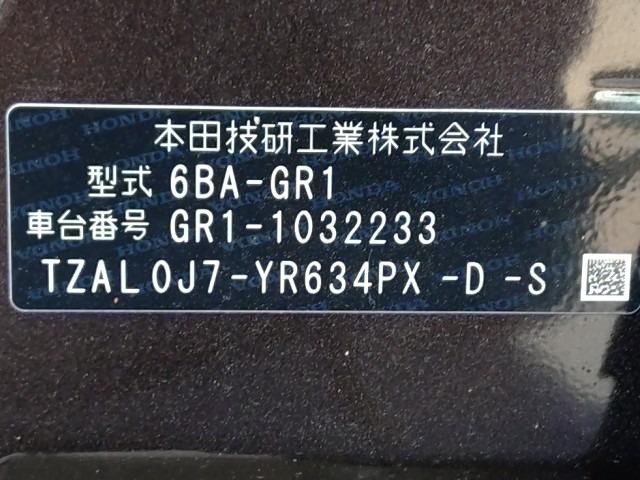 本田技研工業株式会社
型式 6BA-GR1
車台番号 GR1-1032233
TZAL0J7-YR634PX -D -S